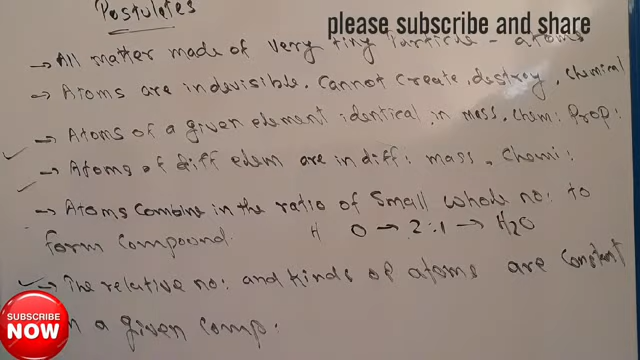 Postulates
please subscribe and share
→ All matter made of very tiny Particle - atoms
→ Atoms are indevisible. Cannot Create, destroy, Chemical
→ Atoms of a given element identical in mass, Chem: Prop:
→ Atoms of diff elem are in diff: mass, Chemi:
→ Atoms Combine in the ratio of Small whole no: to
form Compound. H O → 2:1 → H2O
→ The relative no: and kinds of atoms are constant
in a given Comp:
SUBSCRIBE
NOW